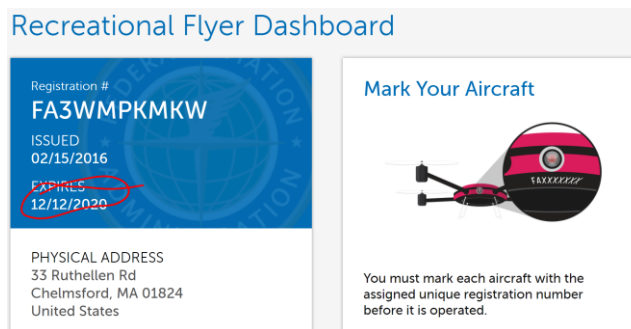 Recreational Flyer Dashboard
Registration #
FA3WMPKMKW
ISSUED
02/15/2016
EXPIRES
12/12/2020
PHYSICAL ADDRESS
33 Ruthellen Rd
Chelmsford, MA 01824
United States
Mark Your Aircraft
FAXXXXXXXX
You must mark each aircraft with the
assigned unique registration number
before it is operated.